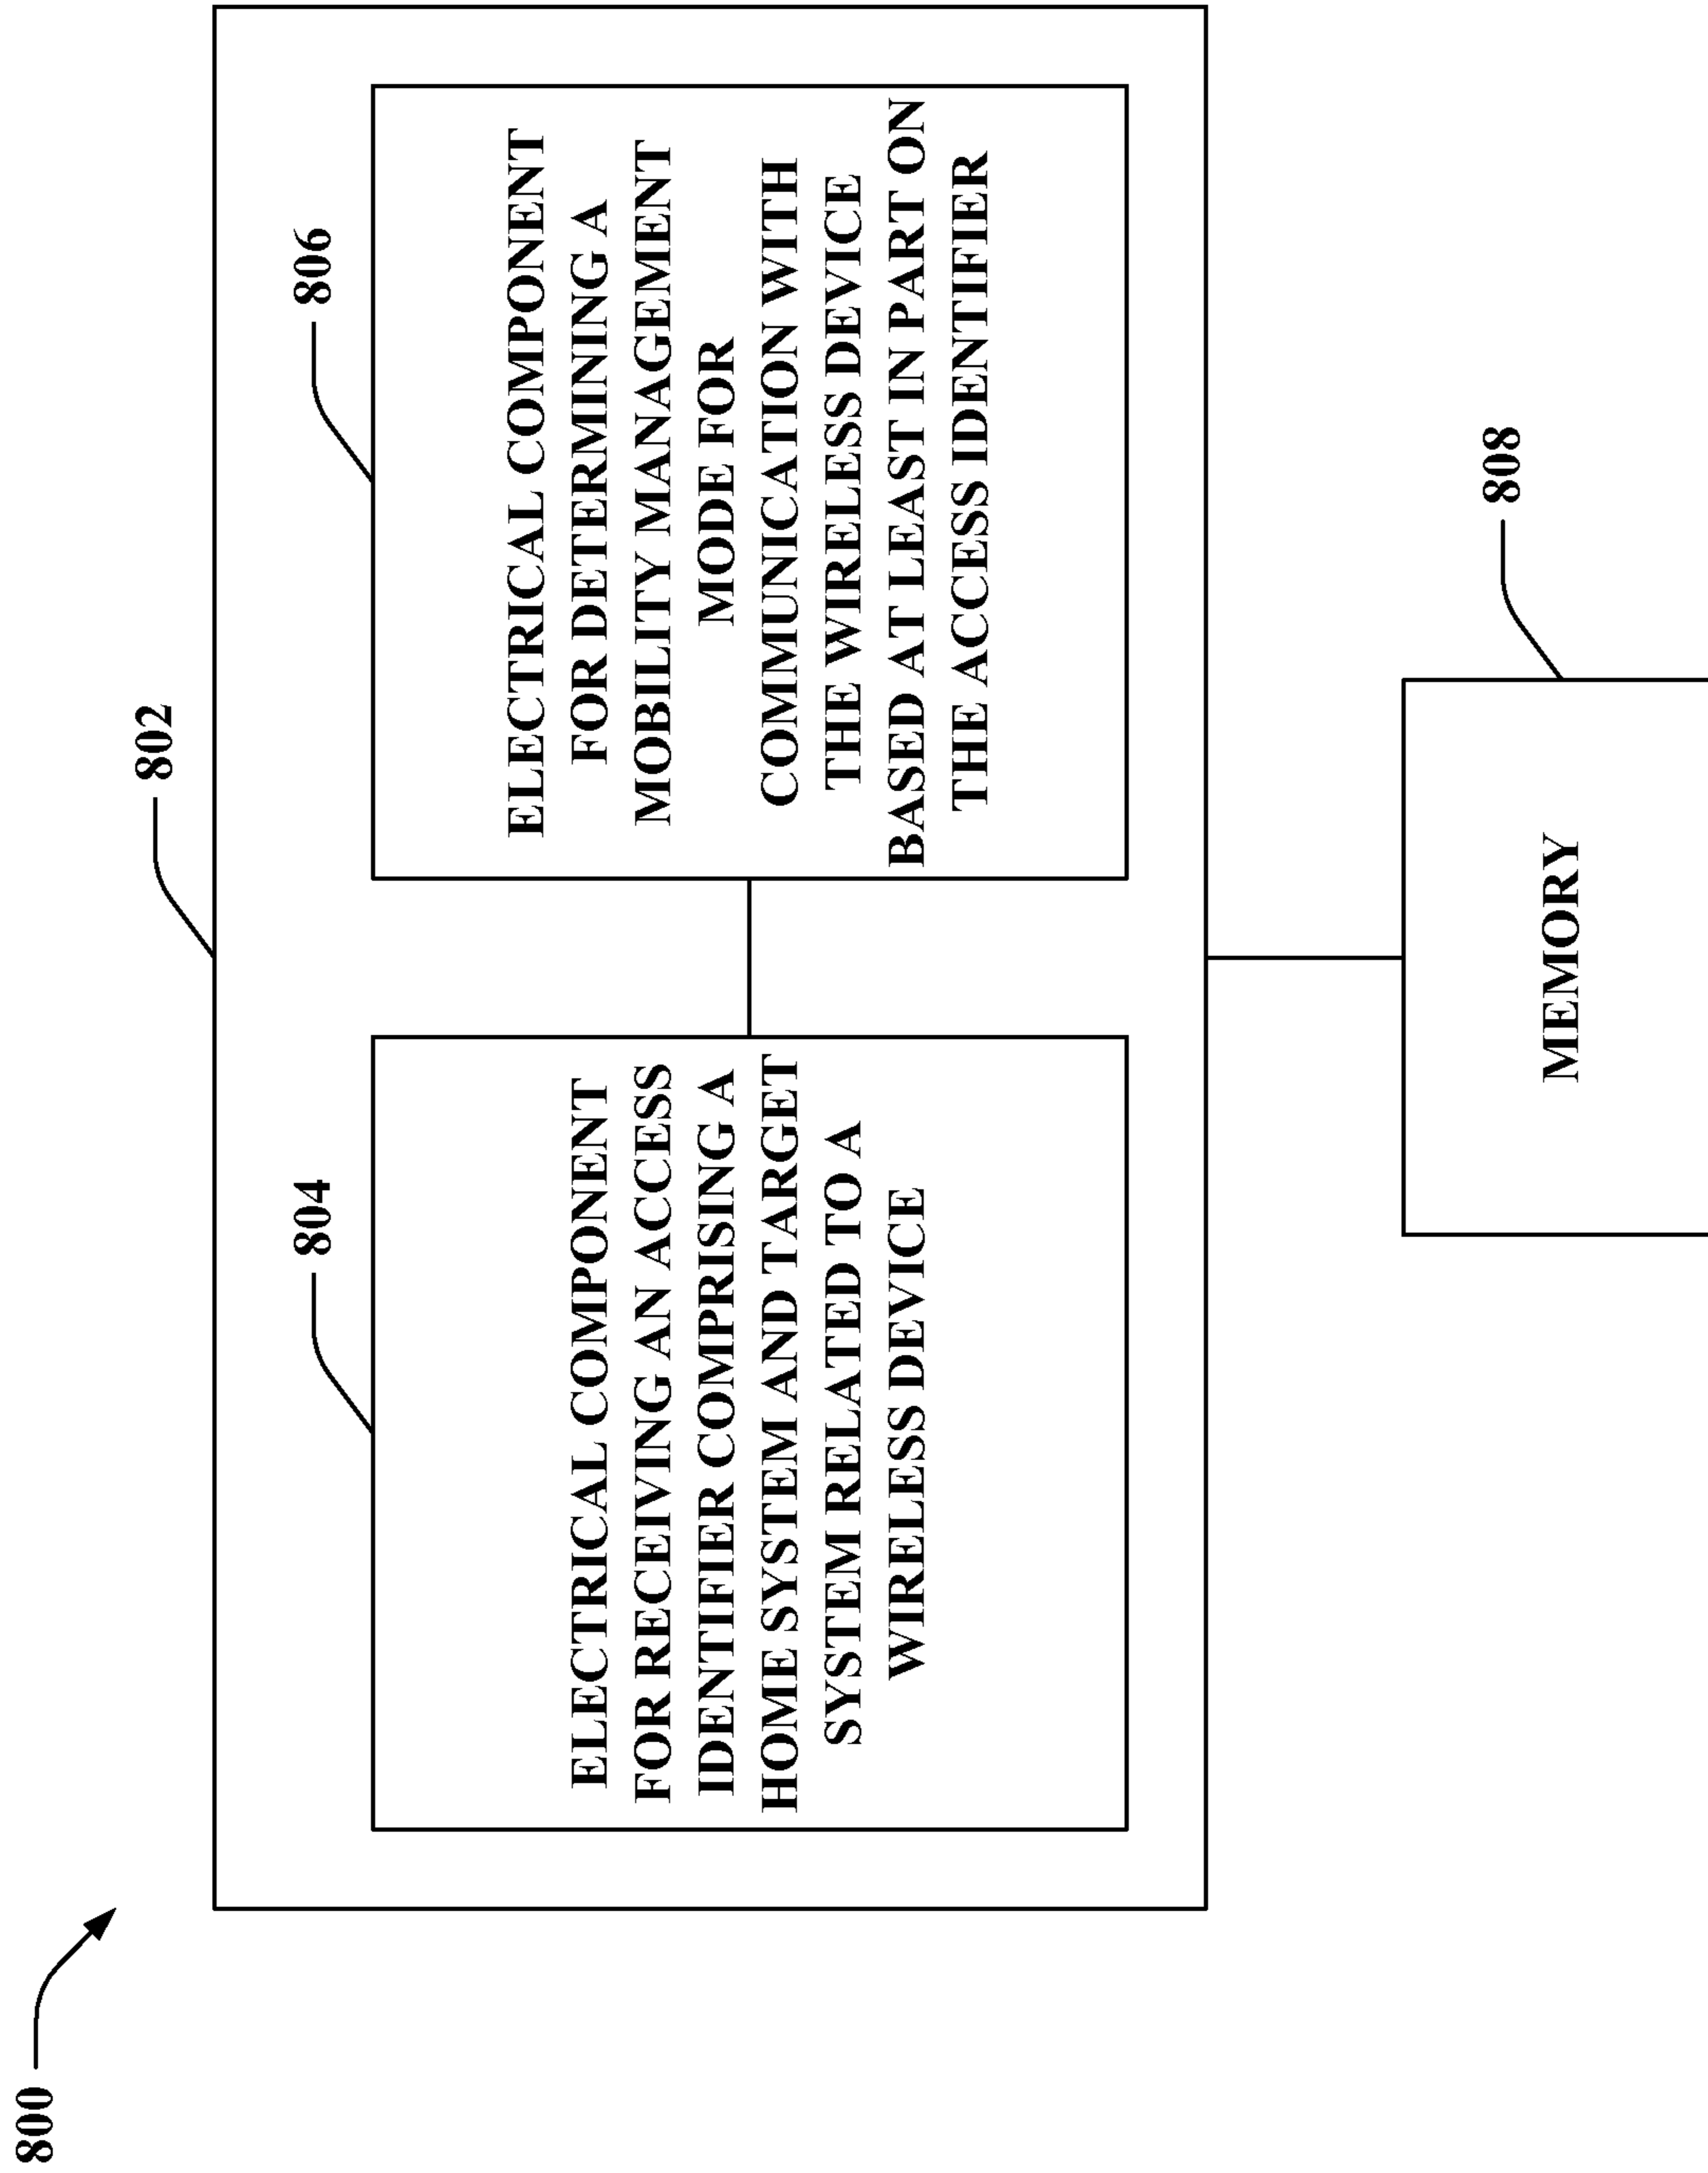 800
802
804
ELECTRICAL COMPONENT
FOR RECEIVING AN ACCESS
IDENTIFIER COMPRISING A
HOME SYSTEM AND TARGET
SYSTEM RELATED TO A
WIRELESS DEVICE
806
ELECTRICAL COMPONENT
FOR DETERMINING A
MOBILITY MANAGEMENT
MODE FOR
COMMUNICATION WITH
THE WIRELESS DEVICE
BASED AT LEAST IN PART ON
THE ACCESS IDENTIFIER
808
MEMORY